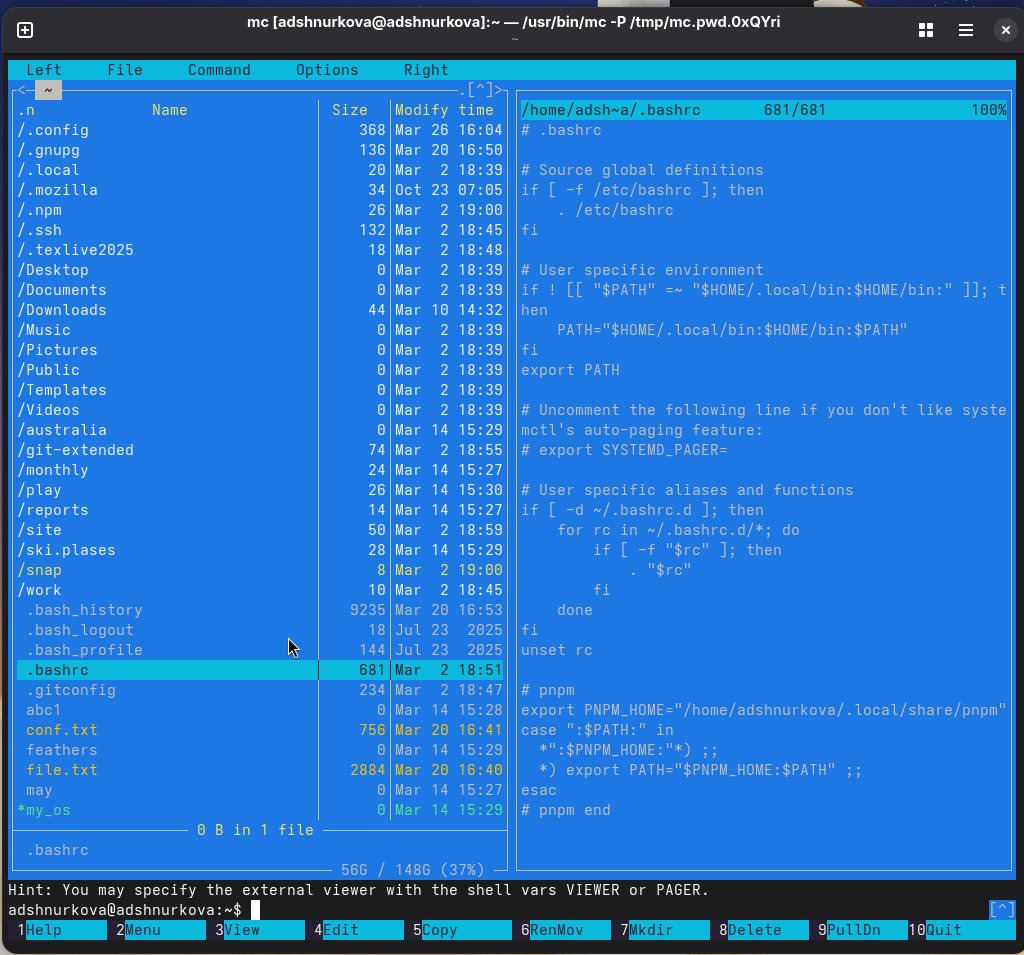 mc [adshnurkova@adshnurkova]:~ — /usr/bin/mc -P /tmp/mc.pwd.0xQYri
~
Left File Command Options Right
<─ ~ .[^]>
.n Name Size Modify time
/.config 368 Mar 26 16:04
/.gnupg 136 Mar 20 16:50
/.local 20 Mar 2 18:39
/.mozilla 34 Oct 23 07:05
/.npm 26 Mar 2 19:00
/.ssh 132 Mar 2 18:45
/.texlive2025 18 Mar 2 18:48
/Desktop 0 Mar 2 18:39
/Documents 0 Mar 2 18:39
/Downloads 44 Mar 10 14:32
/Music 0 Mar 2 18:39
/Pictures 0 Mar 2 18:39
/Public 0 Mar 2 18:39
/Templates 0 Mar 2 18:39
/Videos 0 Mar 2 18:39
/australia 0 Mar 14 15:29
/git-extended 74 Mar 2 18:55
/monthly 24 Mar 14 15:27
/play 26 Mar 14 15:30
/reports 14 Mar 14 15:27
/site 50 Mar 2 18:59
/ski.plases 28 Mar 14 15:29
/snap 8 Mar 2 19:00
/work 10 Mar 2 18:45
.bash_history 9235 Mar 20 16:53
.bash_logout 18 Jul 23 2025
.bash_profile 144 Jul 23 2025
.bashrc 681 Mar 2 18:51
.gitconfig 234 Mar 2 18:47
abc1 0 Mar 14 15:28
conf.txt 756 Mar 20 16:41
feathers 0 Mar 14 15:29
file.txt 2884 Mar 20 16:40
may 0 Mar 14 15:27
*my_os 0 Mar 14 15:29
0 B in 1 file
.bashrc
56G / 148G (37%)
/home/adsh~a/.bashrc 681/681 100%
# .bashrc
# Source global definitions
if [ -f /etc/bashrc ]; then
    . /etc/bashrc
fi
# User specific environment
if ! [[ "$PATH" =~ "$HOME/.local/bin:$HOME/bin:" ]]; t
hen
    PATH="$HOME/.local/bin:$HOME/bin:$PATH"
fi
export PATH
# Uncomment the following line if you don't like syste
mctl's auto-paging feature:
# export SYSTEMD_PAGER=
# User specific aliases and functions
if [ -d ~/.bashrc.d ]; then
    for rc in ~/.bashrc.d/*; do
        if [ -f "$rc" ]; then
            . "$rc"
        fi
    done
fi
unset rc
# pnpm
export PNPM_HOME="/home/adshnurkova/.local/share/pnpm"
case ":$PATH:" in
  *":$PNPM_HOME:"*) ;;
  *) export PATH="$PNPM_HOME:$PATH" ;;
esac
# pnpm end
Hint: You may specify the external viewer with the shell vars VIEWER or PAGER.
adshnurkova@adshnurkova:~$ [^]
1Help 2Menu 3View 4Edit 5Copy 6RenMov 7Mkdir 8Delete 9PullDn 10Quit